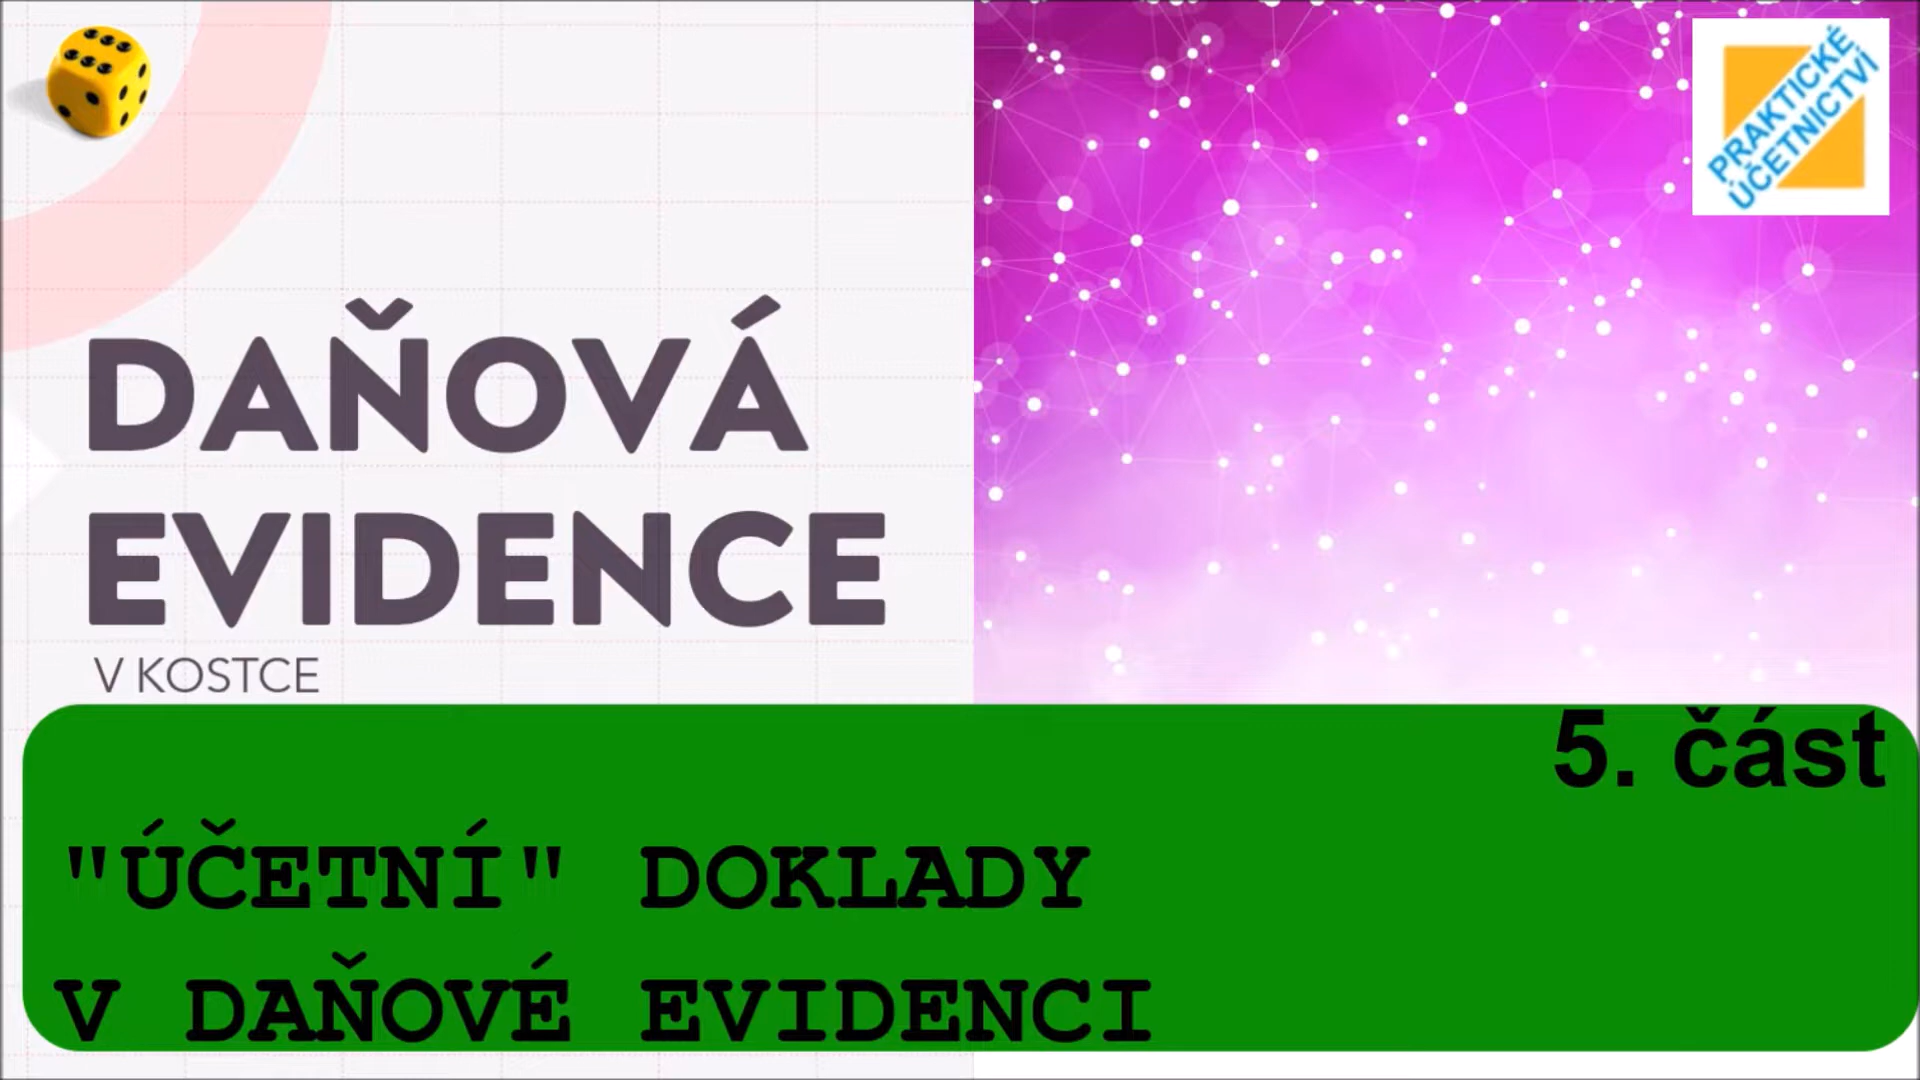 PRAKTICKÉ
ÚČETNICTVÍ
DAŇOVÁ
EVIDENCE
V KOSTCE
5. část
"ÚČETNÍ" DOKLADY
V DAŇOVÉ EVIDENCI